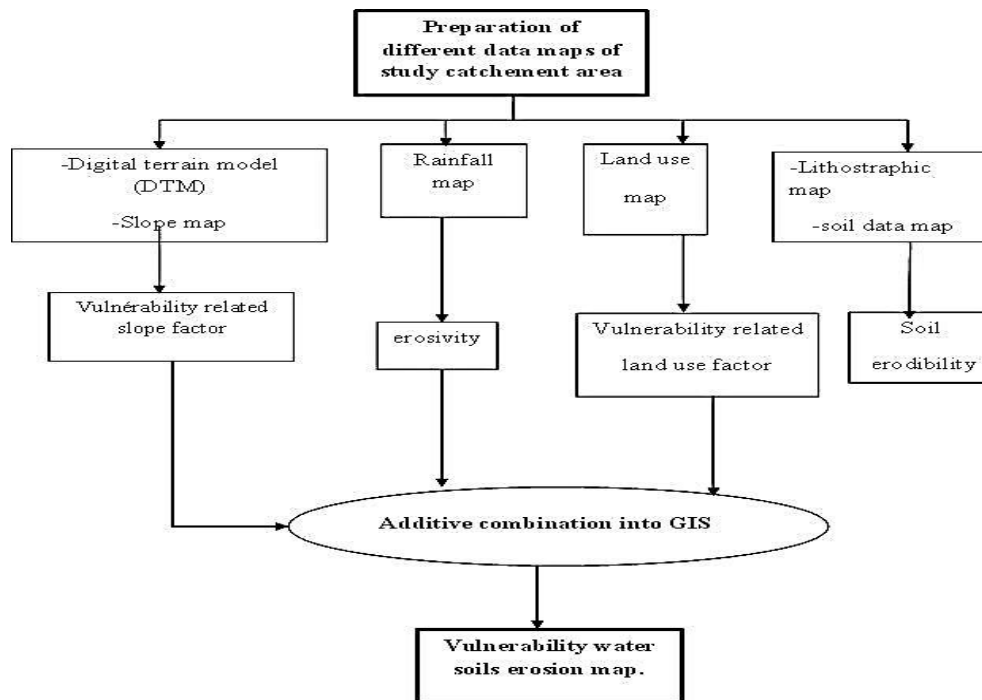 Preparation of
different data maps of
study catchement area
-Digital terrain model
(DTM)
-Slope map
Rainfall
map
Land use
map
-Lithostraphic
map
-soil data map
Vulnérability related
slope factor
erosivity
Vulnerability related
land use factor
Soil
erodibility
Additive combination into GIS
Vulnerability water
soils erosion map.